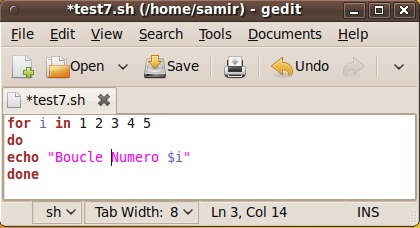 *test7.sh (/home/samir) - gedit
File Edit View Search Tools Documents Help
Open Save Undo
*test7.sh
for i in 1 2 3 4 5
do
echo "Boucle Numero $i"
done
sh Tab Width: 8 Ln 3, Col 14 INS